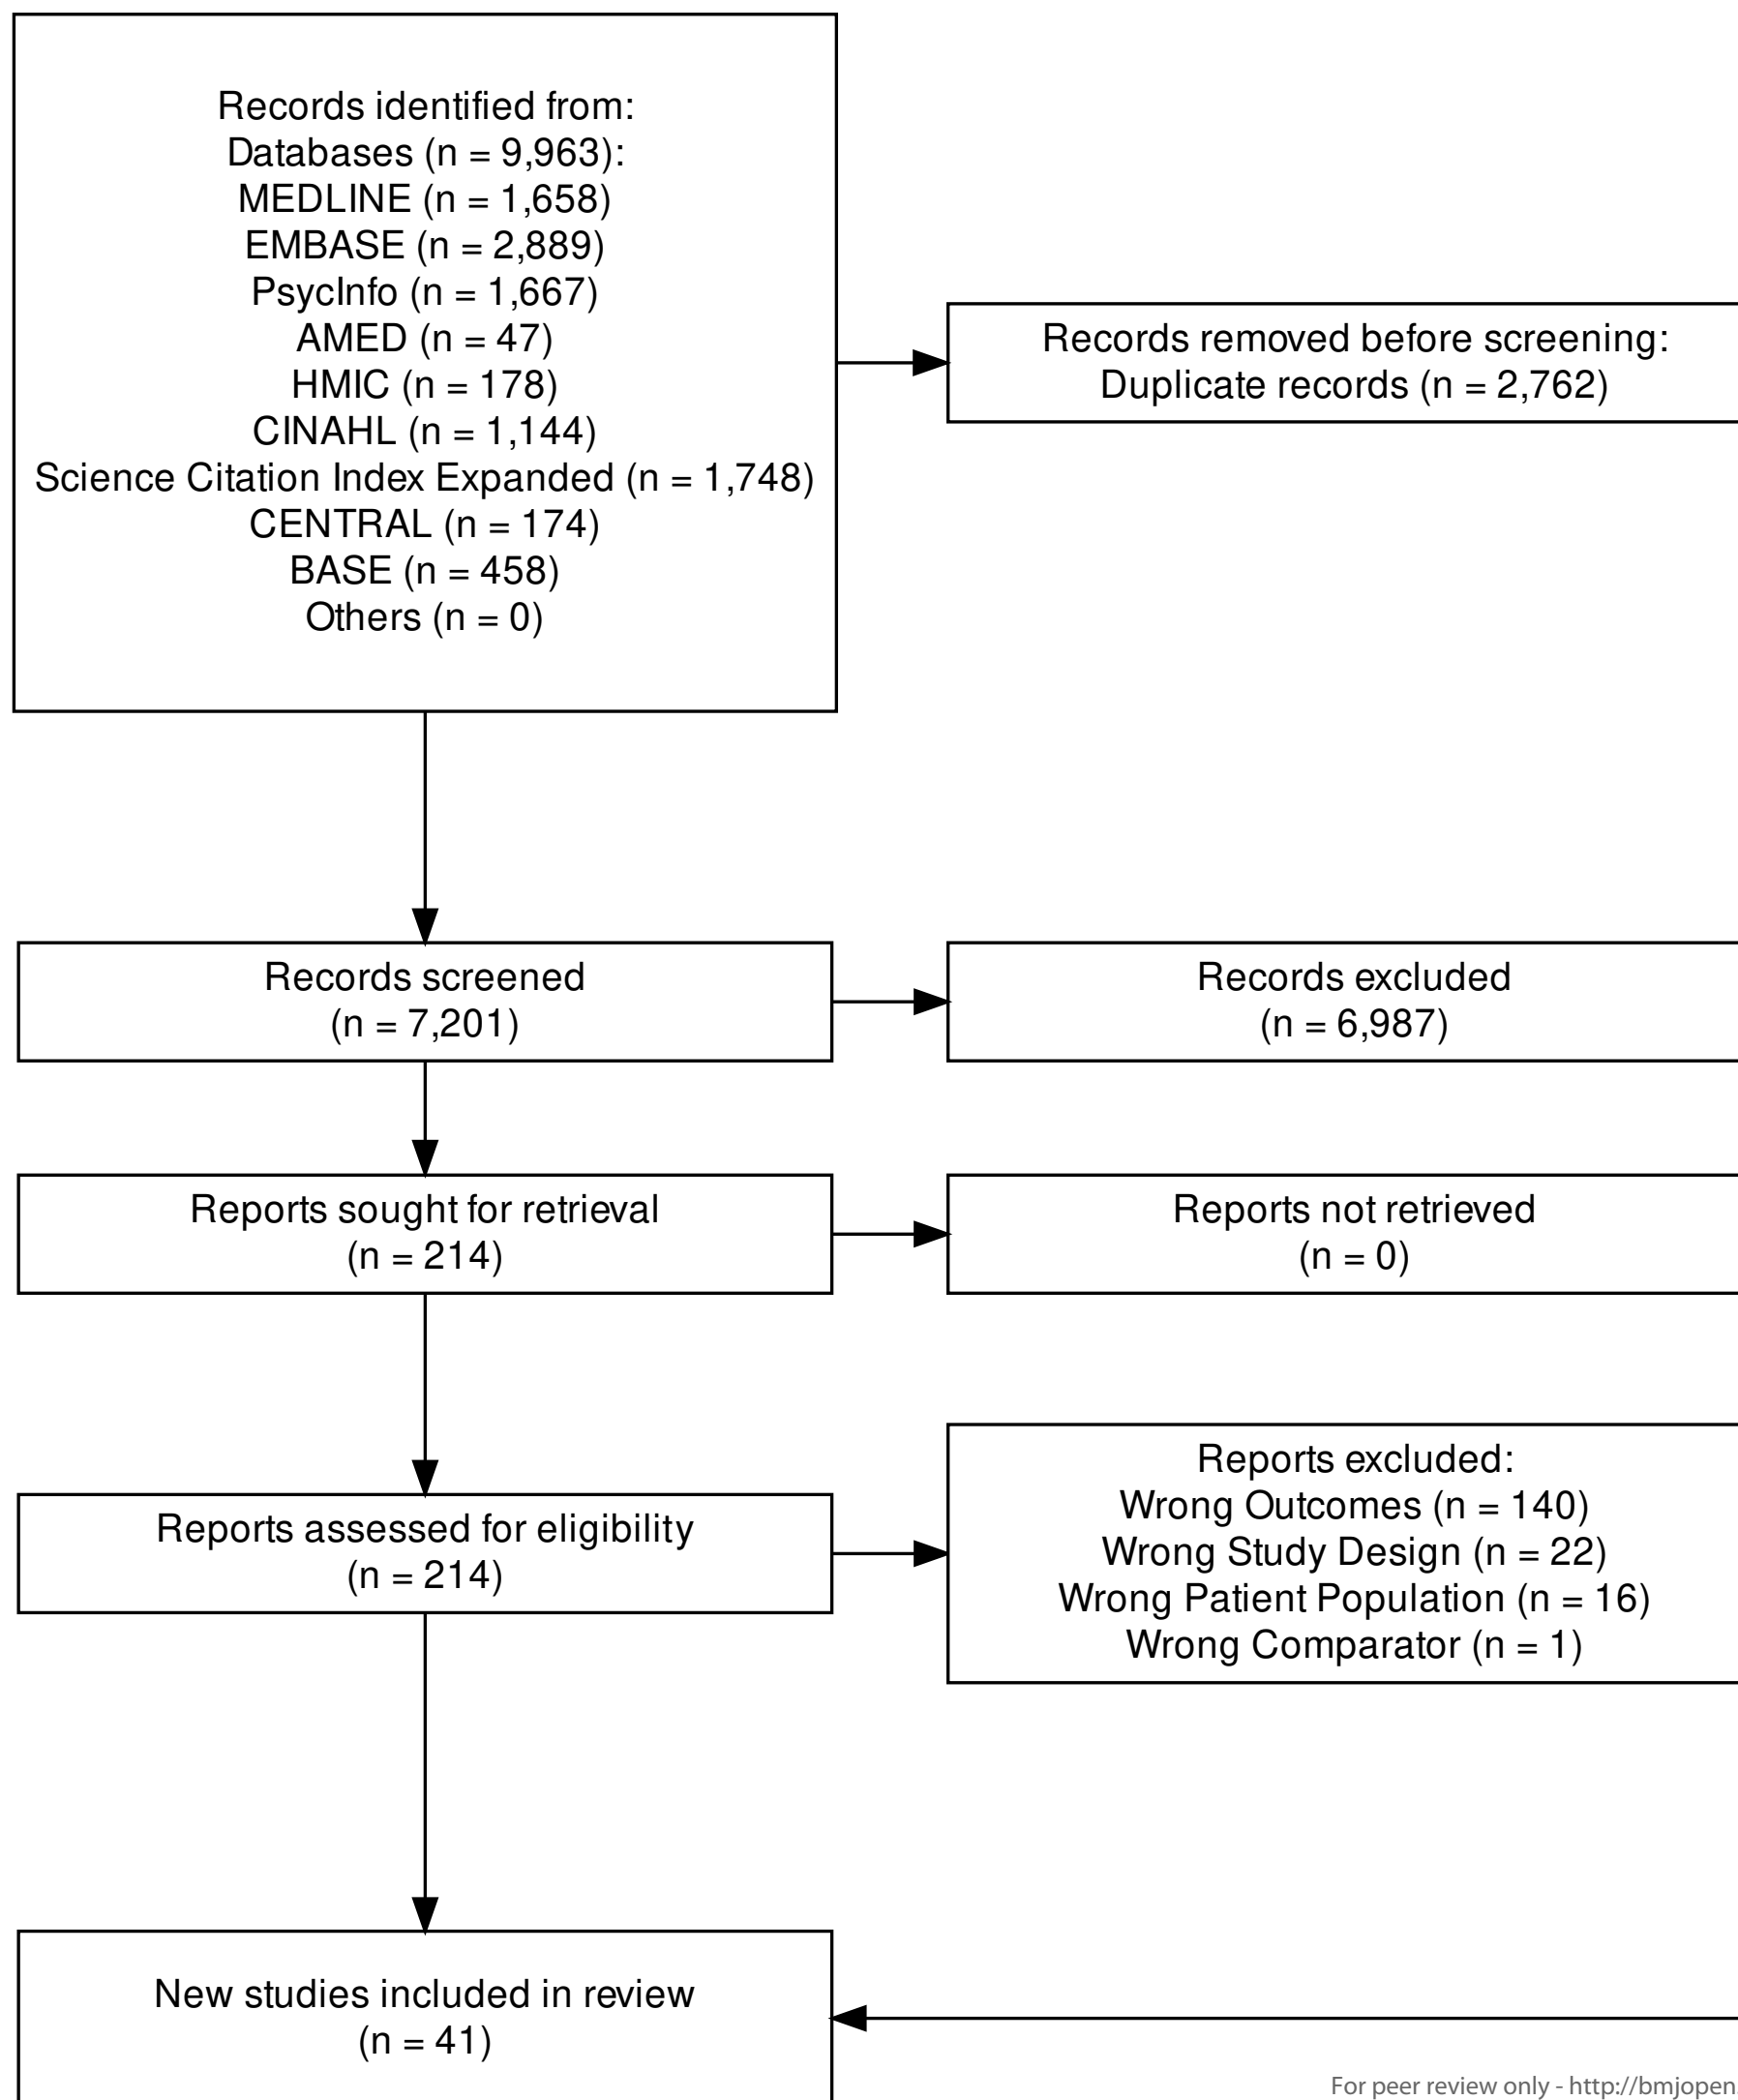 Records identified from:
Databases (n = 9,963):
MEDLINE (n = 1,658)
EMBASE (n = 2,889)
PsycInfo (n = 1,667)
AMED (n = 47)
HMIC (n = 178)
CINAHL (n = 1,144)
Science Citation Index Expanded (n = 1,748)
CENTRAL (n = 174)
BASE (n = 458)
Others (n = 0)
Records removed before screening:
Duplicate records (n = 2,762)
Records screened
(n = 7,201)
Records excluded
(n = 6,987)
Reports sought for retrieval
(n = 214)
Reports not retrieved
(n = 0)
Reports assessed for eligibility
(n = 214)
Reports excluded:
Wrong Outcomes (n = 140)
Wrong Study Design (n = 22)
Wrong Patient Population (n = 16)
Wrong Comparator (n = 1)
New studies included in review
(n = 41)
For peer review only - http://bmjopen